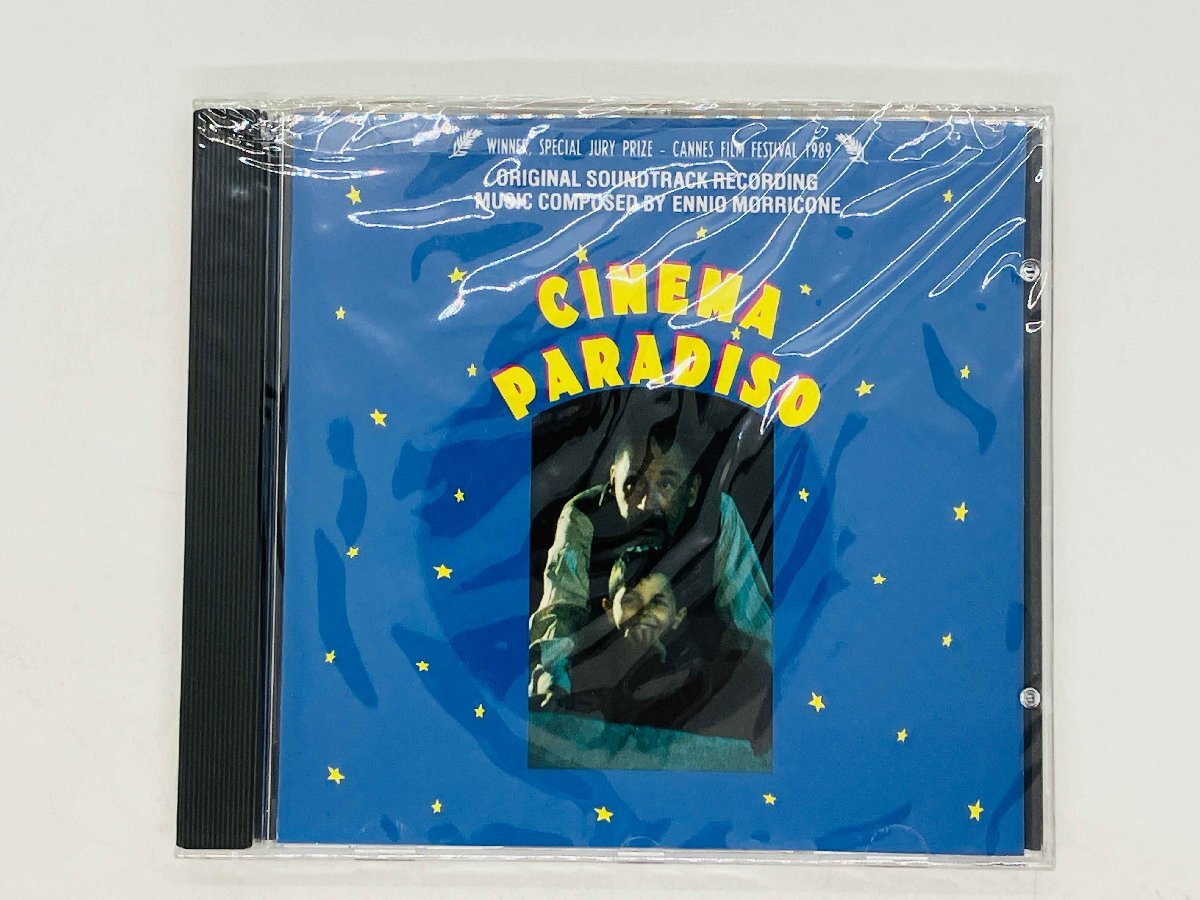 WINNER, SPECIAL JURY PRIZE - CANNES FILM FESTIVAL 1989
ORIGINAL SOUNDTRACK RECORDING
MUSIC COMPOSED BY ENNIO MORRICONE
CINEMA
PARADISO